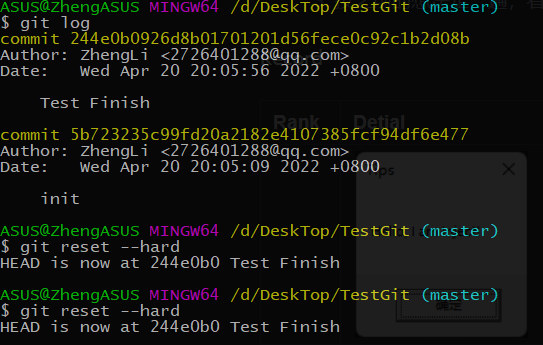 ASUS@ZhengASUS MINGW64 /d/DeskTop/TestGit (master)
$ git log
commit 244e0b0926d8b01701201d56fece0c92c1b2d08b
Author: ZhengLi <2726401288@qq.com>
Date:   Wed Apr 20 20:05:56 2022 +0800
Rank Detial
    Test Finish
commit 5b723235c99fd20a2182e4107385fcf94df6e477
Author: ZhengLi <2726401288@qq.com>
Date:   Wed Apr 20 20:05:09 2022 +0800
    init
ASUS@ZhengASUS MINGW64 /d/DeskTop/TestGit (master)
$ git reset --hard
HEAD is now at 244e0b0 Test Finish
ASUS@ZhengASUS MINGW64 /d/DeskTop/TestGit (master)
$ git reset --hard
HEAD is now at 244e0b0 Test Finish